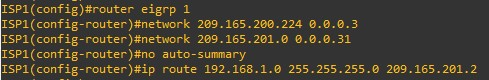 ISP1(config)#router eigrp 1
ISP1(config-router)#network 209.165.200.224 0.0.0.3
ISP1(config-router)#network 209.165.201.0 0.0.0.31
ISP1(config-router)#no auto-summary
ISP1(config-router)#ip route 192.168.1.0 255.255.255.0 209.165.201.2